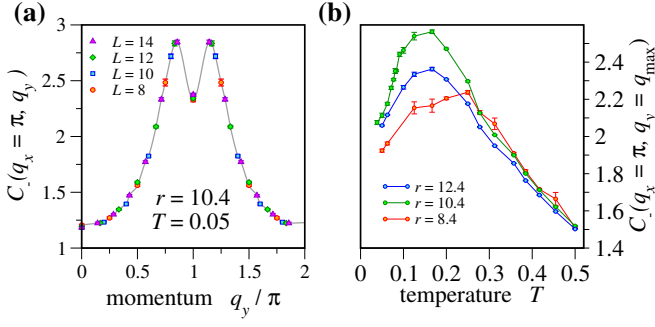 (a)
3
2.5
2
1.5
1
C_-(q_x = π, q_y)
L = 14
L = 12
L = 10
L = 8
r = 10.4
T = 0.05
0 0.5 1 1.5 2
momentum q_y / π
(b)
r = 12.4
r = 10.4
r = 8.4
2.4
2.2
2
1.8
1.6
1.4
C_-(q_x = π, q_y = q_max)
0 0.1 0.2 0.3 0.4 0.5
temperature T